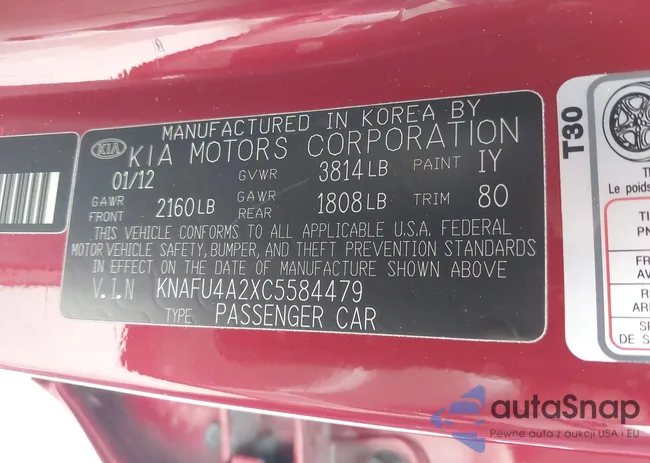 MANUFACTURED IN KOREA BY
KIA KIA MOTORS CORPORATION
01/12 GVWR 3814LB PAINT IY
GAWR FRONT 2160LB GAWR REAR 1808LB TRIM 80
THIS VEHICLE CONFORMS TO ALL APPLICABLE U.S.A. FEDERAL
MOTOR VEHICLE SAFETY, BUMPER, AND THEFT PREVENTION STANDARDS
IN EFFECT ON THE DATE OF MANUFACTURE SHOWN ABOVE
V.I.N KNAFU4A2XC5584479
TYPE PASSENGER CAR
T30
Le poids
DE S
autaSnap
Pewne auta z aukcji USA i EU